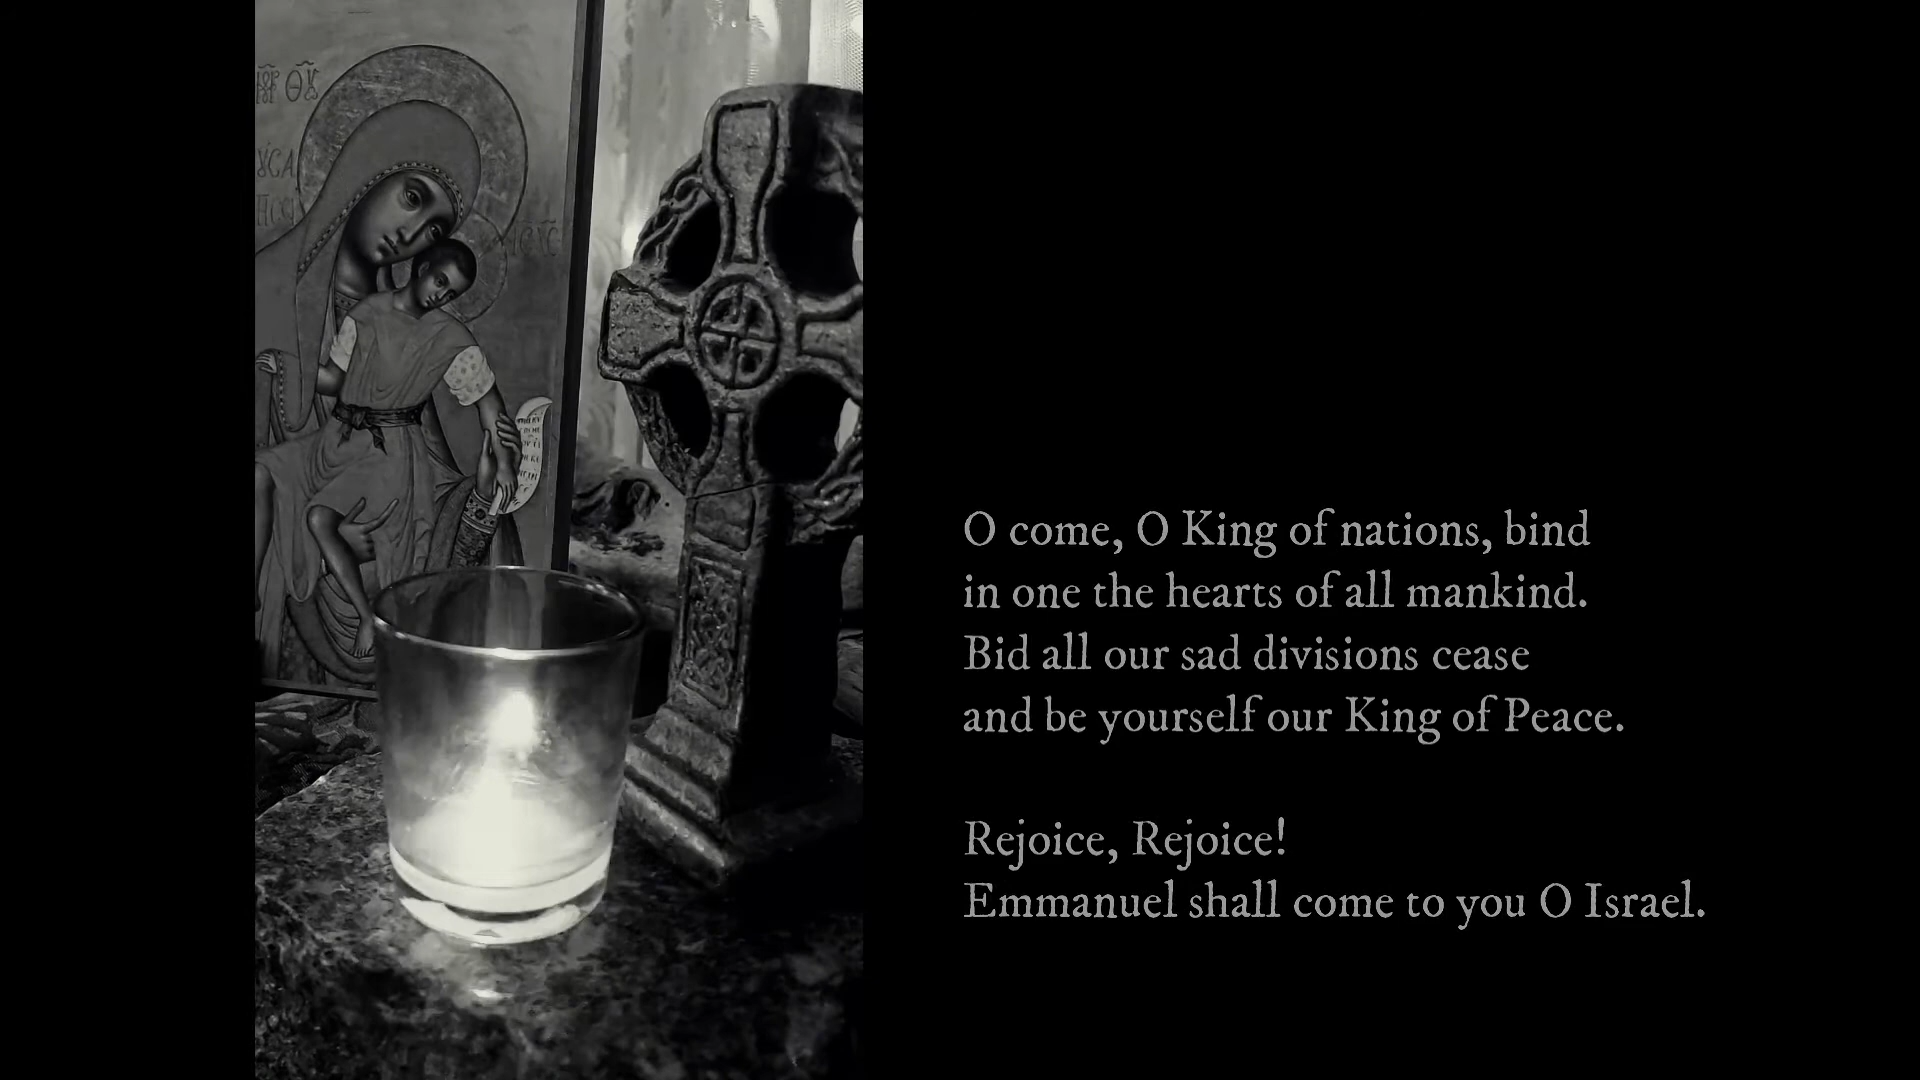 O come, O King of nations, bind
in one the hearts of all mankind.
Bid all our sad divisions cease
and be yourself our King of Peace.
Rejoice, Rejoice!
Emmanuel shall come to you O Israel.